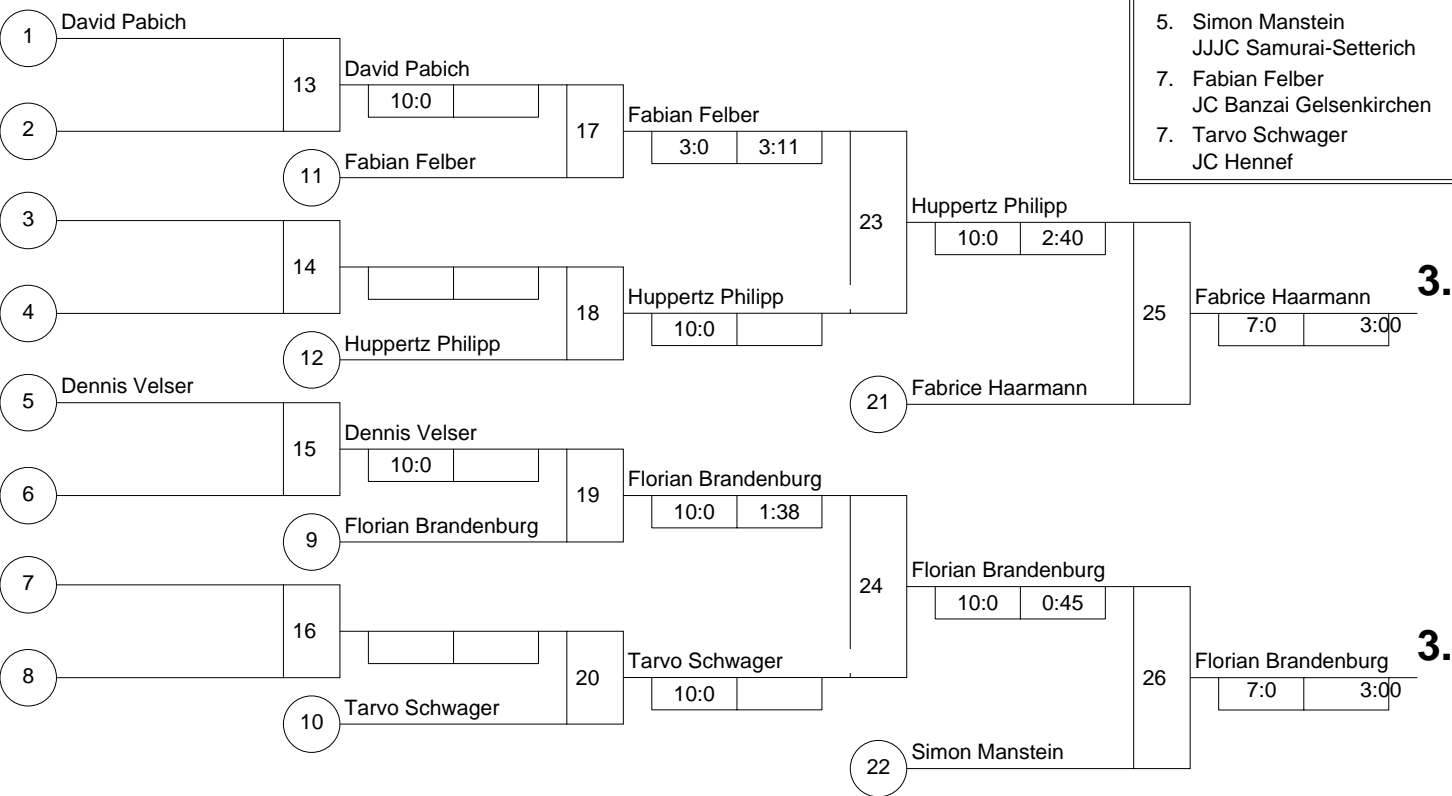 1 David Pabich
2
13
David Pabich
10:0
11 Fabian Felber
17
Fabian Felber
3:0 3:11
3
4
14
12 Huppertz Philipp
18
Huppertz Philipp
10:0
23
Huppertz Philipp
10:0 2:40
21 Fabrice Haarmann
25
Fabrice Haarmann 3.
7:0 3:00
5 Dennis Velser
6
15
Dennis Velser
10:0
9 Florian Brandenburg
19
Florian Brandenburg
10:0 1:38
7
8
16
10 Tarvo Schwager
20
Tarvo Schwager
10:0
24
Florian Brandenburg
10:0 0:45
22 Simon Manstein
26
Florian Brandenburg 3.
7:0 3:00
5. Simon Manstein
JJJC Samurai-Setterich
7. Fabian Felber
JC Banzai Gelsenkirchen
7. Tarvo Schwager
JC Hennef